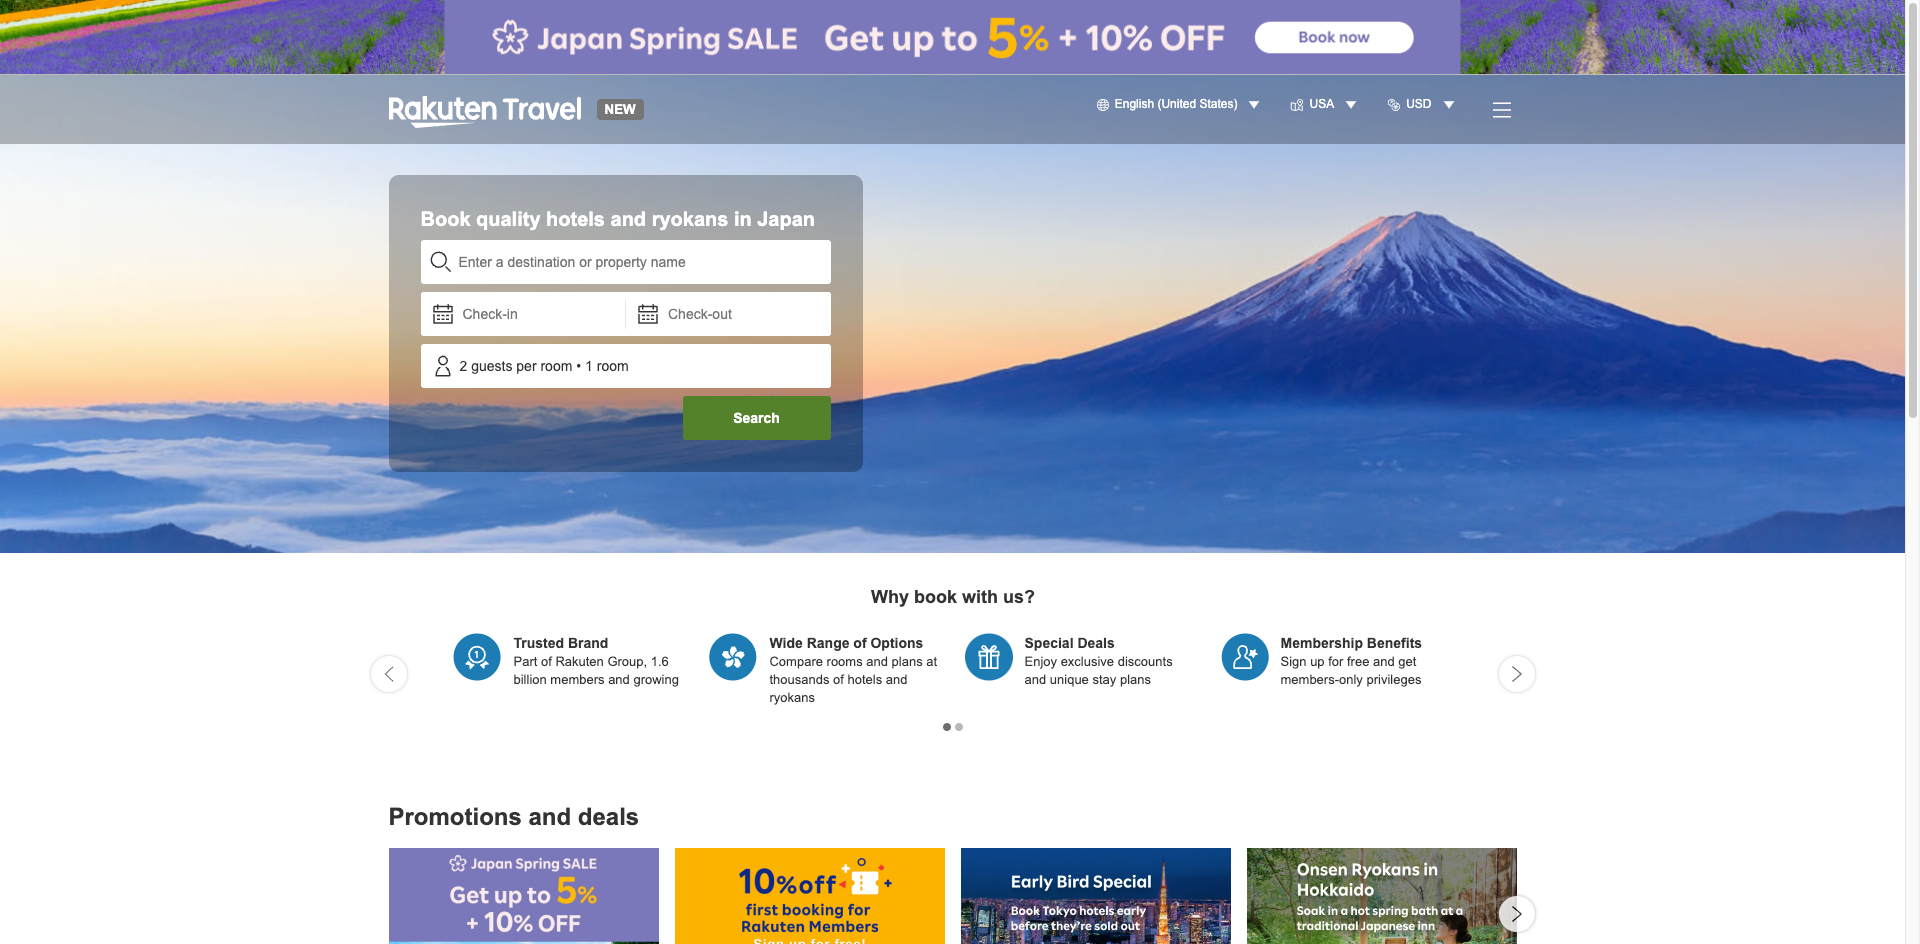 Japan Spring SALE Get up to 5% + 10% OFF Book now
Rakuten Travel NEW
English (United States) USA USD
Book quality hotels and ryokans in Japan
Enter a destination or property name
Check-in Check-out
2 guests per room • 1 room
Search
Why book with us?
Trusted Brand
Part of Rakuten Group, 1.6
billion members and growing
Wide Range of Options
Compare rooms and plans at
thousands of hotels and
ryokans
Special Deals
Enjoy exclusive discounts
and unique stay plans
Membership Benefits
Sign up for free and get
members-only privileges
Promotions and deals
Japan Spring SALE
Get up to 5%
+ 10% OFF
10%off
first booking for
Rakuten Members
Sign up for free!
Early Bird Special
Book Tokyo hotels early
before they're sold out
Onsen Ryokans in
Hokkaido
Soak in a hot spring bath at a
traditional Japanese inn